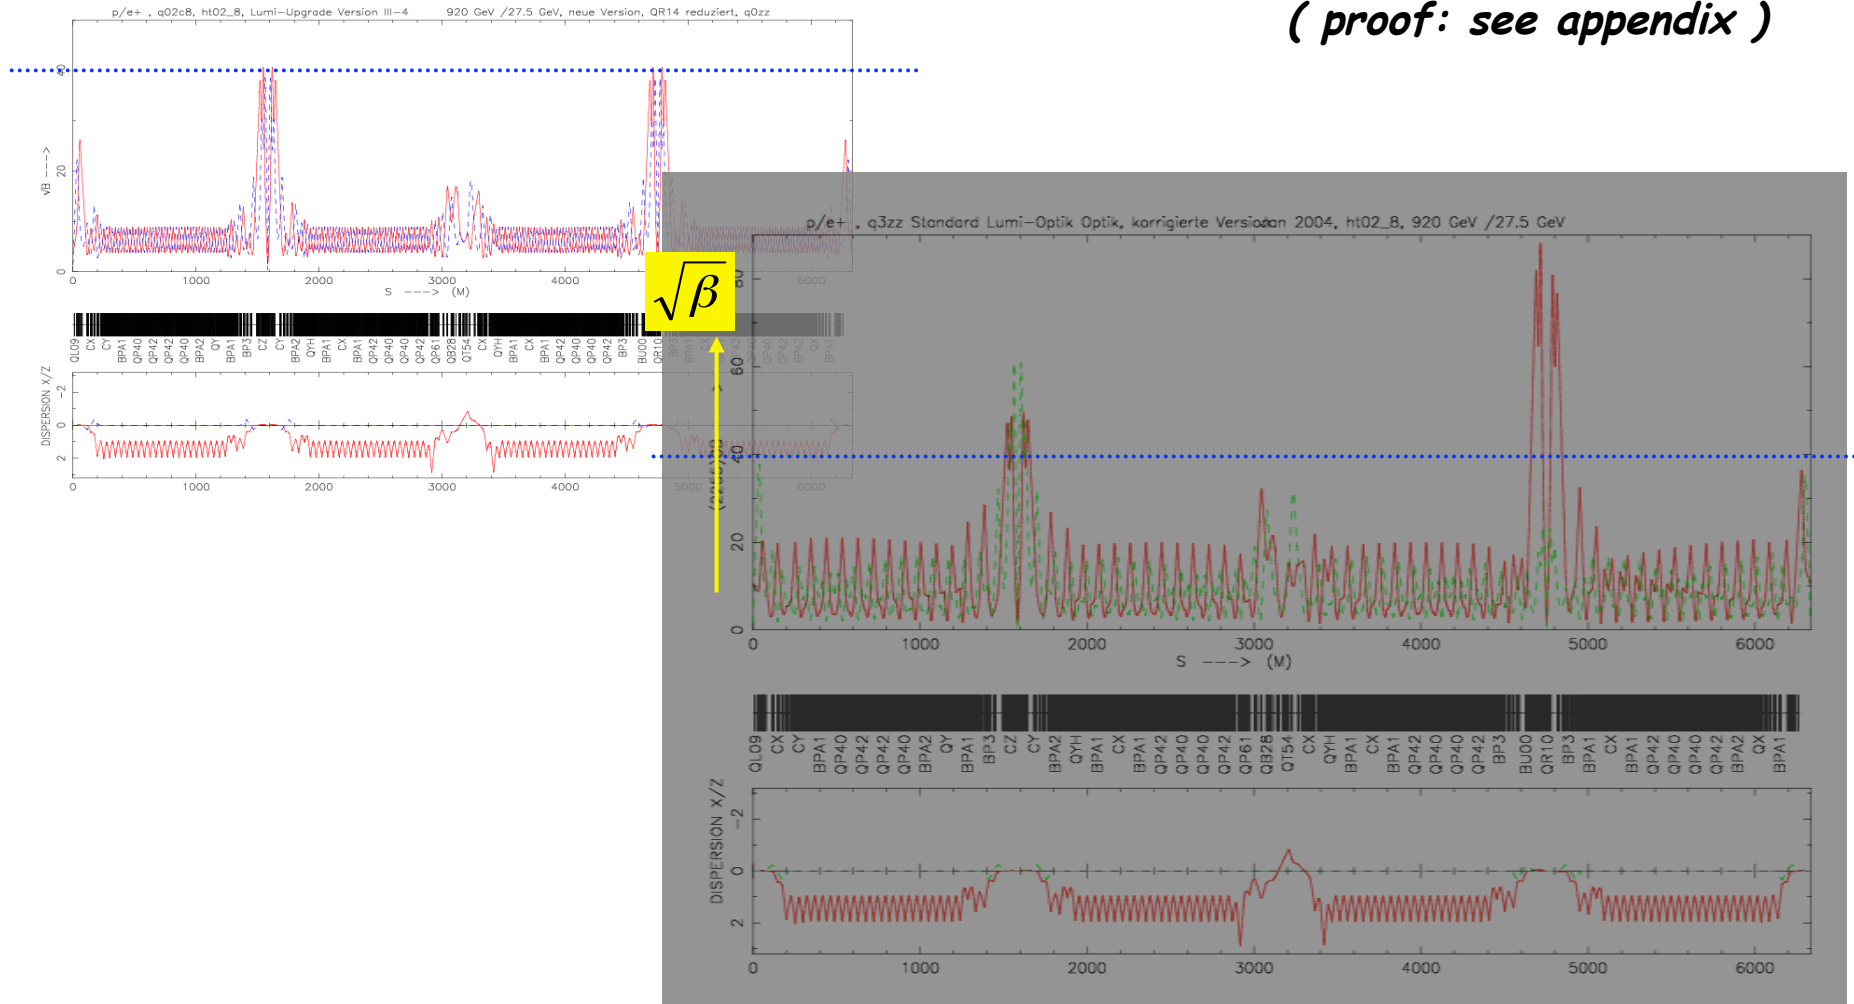 ( proof: see appendix )
p/e+ , q02c8, ht02_8, Lumi-Upgrade Version III-4 920 GeV /27.5 GeV, neue Version, QR14 reduziert, q0zz
40
20
0
√B --->
0 1000 2000 3000 4000 6000
S ---> (M)
QL09 CX CY BPA1 QP40 QP42 QP42 QP40 BPA2 QY BPA1 BP3 CZ CY BPA2 QYH BPA1 CX BPA1 QP42 QP40 QP40 QP42 QP61 QB28 QT54 CX QYH BPA1 CX BPA1 QP42 QP40 QP40 QP42 BP3 BU00 QR10 BP3
DISPERSION X/Z
-2
0
2
0 1000 2000 3000 4000 5000 6000
√β
p/e+ , q3zz Standard Lumi-Optik Optik, korrigierte Version 2004, ht02_8, 920 GeV /27.5 GeV
80
60
40
20
0
0 1000 2000 3000 4000 5000 6000
S ---> (M)
QL09 CX CY BPA1 QP40 QP42 QP42 QP40 BPA2 QY BPA1 BP3 CZ CY BPA2 QYH BPA1 CX BPA1 QP42 QP40 QP40 QP42 QP61 QB28 QT54 CX QYH BPA1 CX BPA1 QP42 QP40 QP40 QP42 BP3 BU00 QR10 BP3 BPA1 CX BPA1 QP42 QP40 QP40 QP42 BPA2 QX BPA1
DISPERSION X/Z
-2
0
2
0 1000 2000 3000 4000 5000 6000